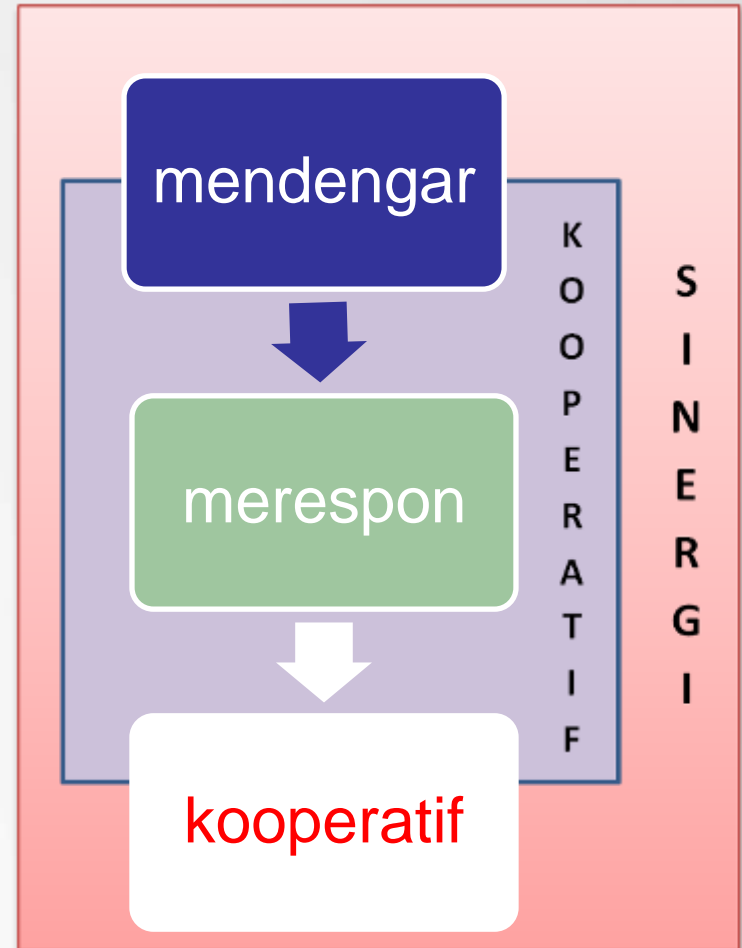 mendengar
merespon
kooperatif
KOOPERATIF
SINERGI